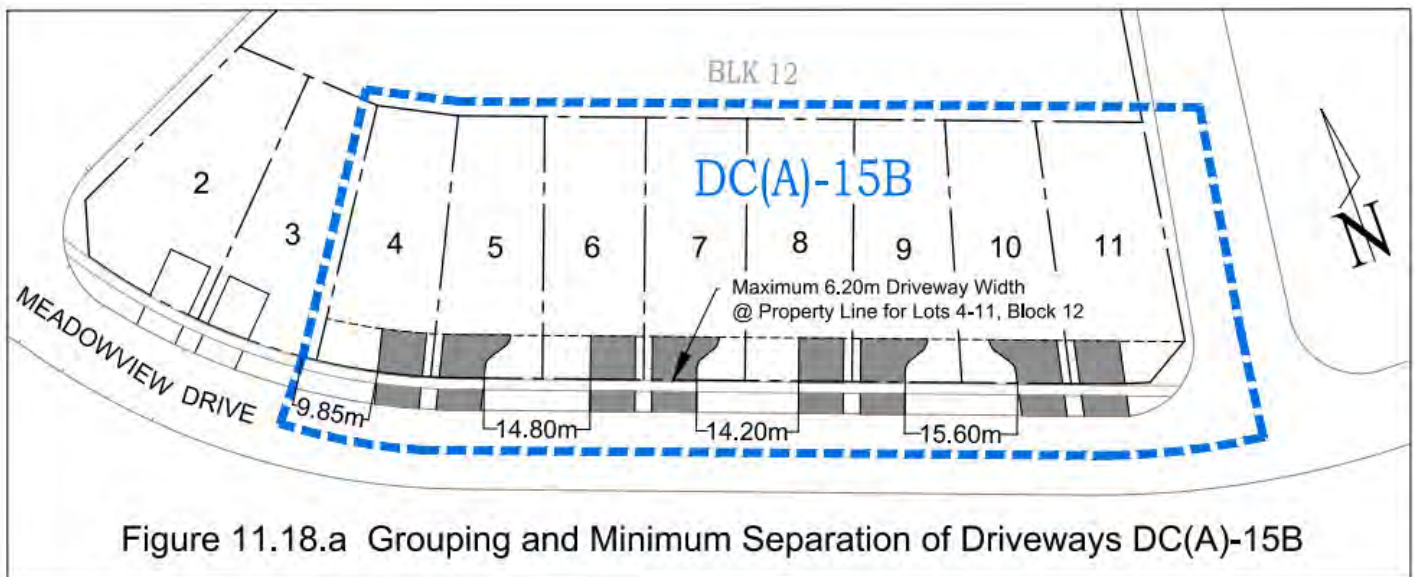 BLK 12
DC(A)-15B
2
3
4
5
6
7
8
9
10
11
N
Maximum 6.20m Driveway Width
@ Property Line for Lots 4-11, Block 12
MEADOWVIEW DRIVE
9.85m
14.80m
14.20m
15.60m
Figure 11.18.a Grouping and Minimum Separation of Driveways DC(A)-15B